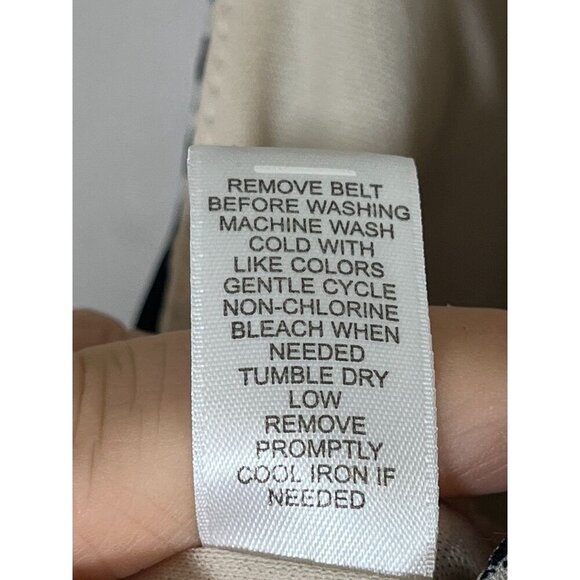 REMOVE BELT
BEFORE WASHING
MACHINE WASH
COLD WITH
LIKE COLORS
GENTLE CYCLE
NON-CHLORINE
BLEACH WHEN
NEEDED
TUMBLE DRY
LOW
REMOVE
PROMPTLY
COOL IRON IF
NEEDED